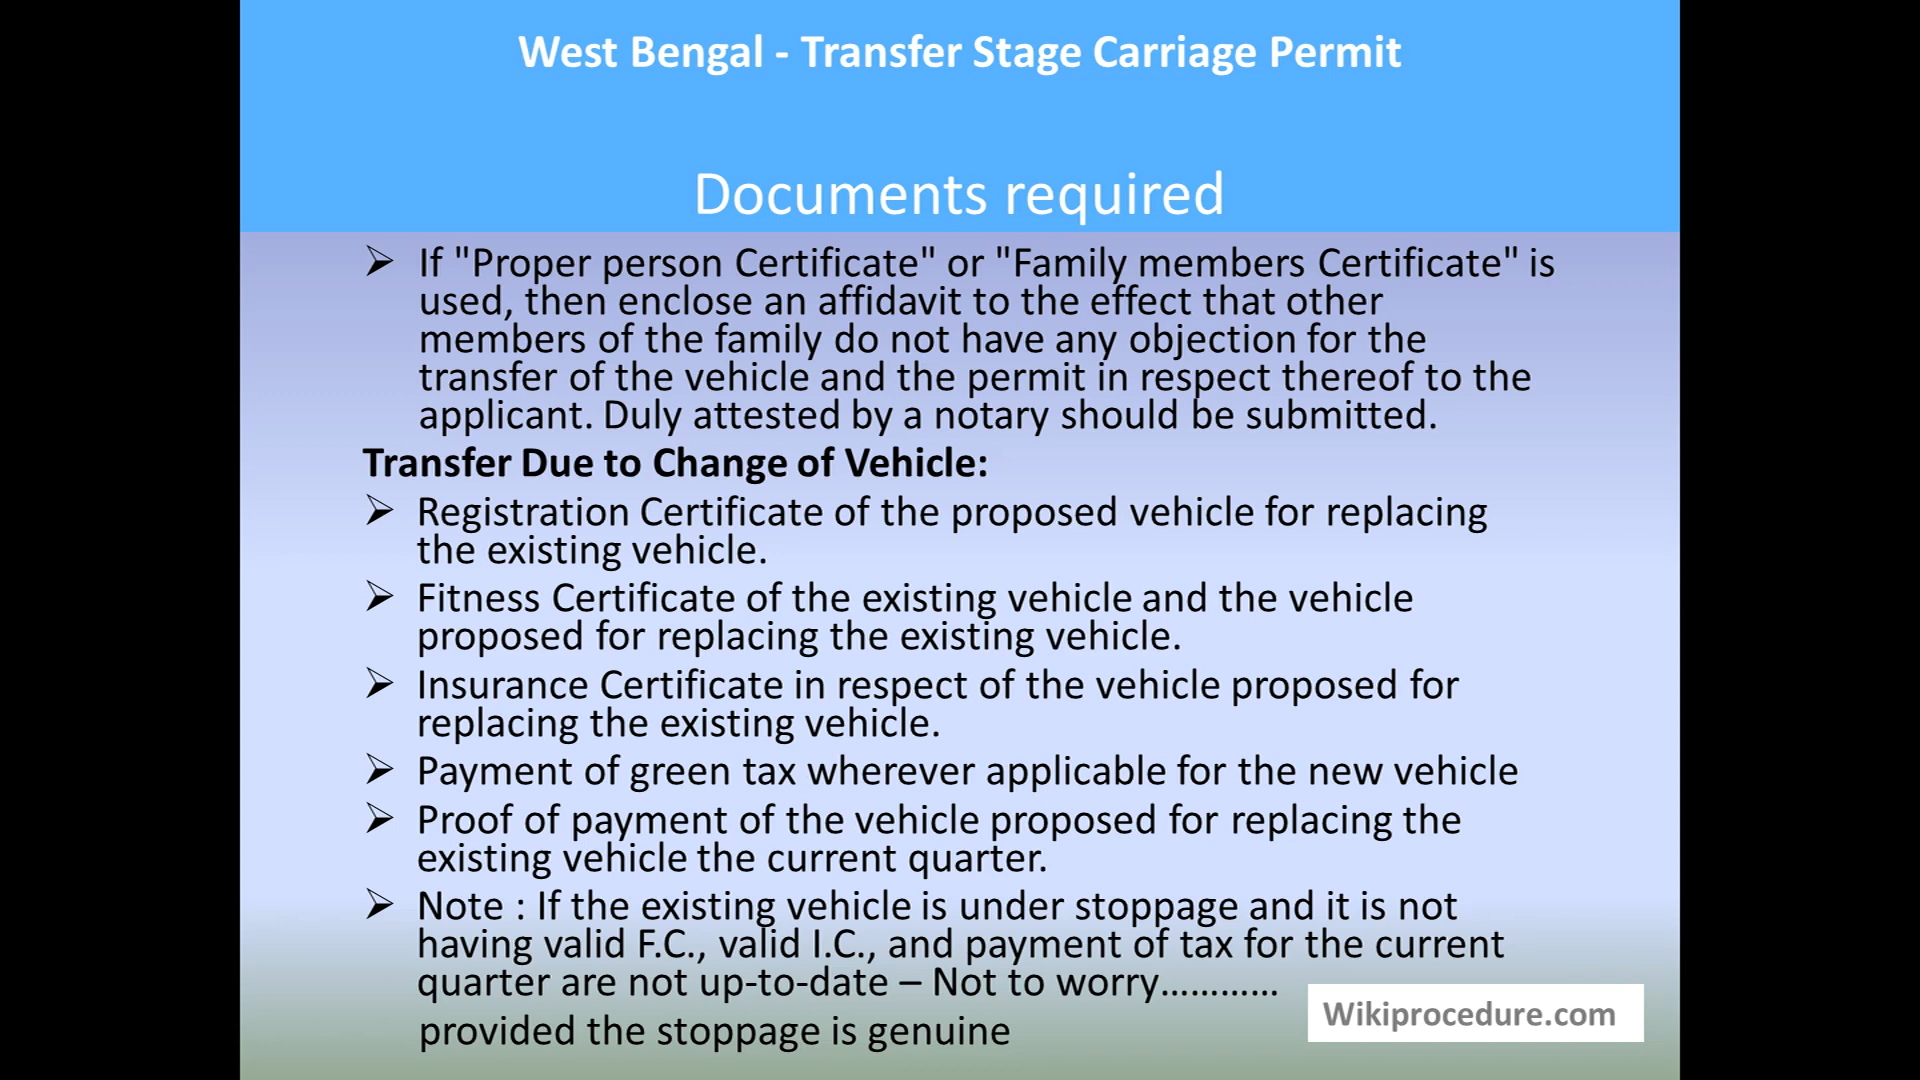 West Bengal - Transfer Stage Carriage Permit
Documents required
➢ If "Proper person Certificate" or "Family members Certificate" is
used, then enclose an affidavit to the effect that other
members of the family do not have any objection for the
transfer of the vehicle and the permit in respect thereof to the
applicant. Duly attested by a notary should be submitted.
Transfer Due to Change of Vehicle:
➢ Registration Certificate of the proposed vehicle for replacing
the existing vehicle.
➢ Fitness Certificate of the existing vehicle and the vehicle
proposed for replacing the existing vehicle.
➢ Insurance Certificate in respect of the vehicle proposed for
replacing the existing vehicle.
➢ Payment of green tax wherever applicable for the new vehicle
➢ Proof of payment of the vehicle proposed for replacing the
existing vehicle the current quarter.
➢ Note : If the existing vehicle is under stoppage and it is not
having valid F.C., valid I.C., and payment of tax for the current
quarter are not up-to-date – Not to worry…………
provided the stoppage is genuine
Wikiprocedure.com